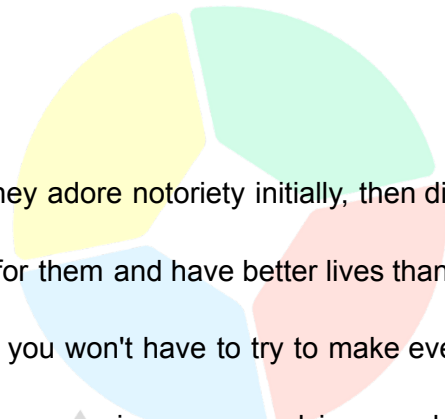 ney adore notoriety initially, then di
for them and have better lives than
you won't have to try to make eve